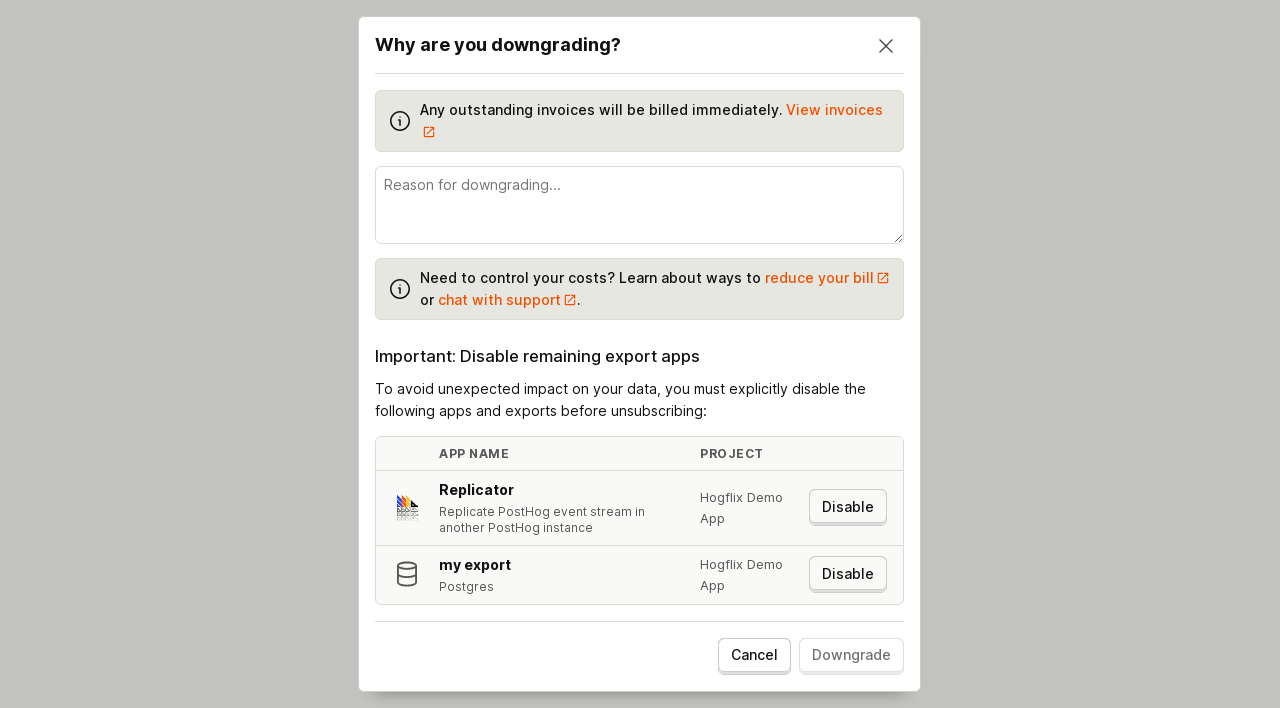 Why are you downgrading?
Any outstanding invoices will be billed immediately. View invoices
Reason for downgrading...
Need to control your costs? Learn about ways to reduce your bill
or chat with support.
Important: Disable remaining export apps
To avoid unexpected impact on your data, you must explicitly disable the
following apps and exports before unsubscribing:
APP NAME PROJECT
Replicator
Replicate PostHog event stream in
another PostHog instance
Hogflix Demo
App
Disable
my export
Postgres
Hogflix Demo
App
Disable
Cancel Downgrade